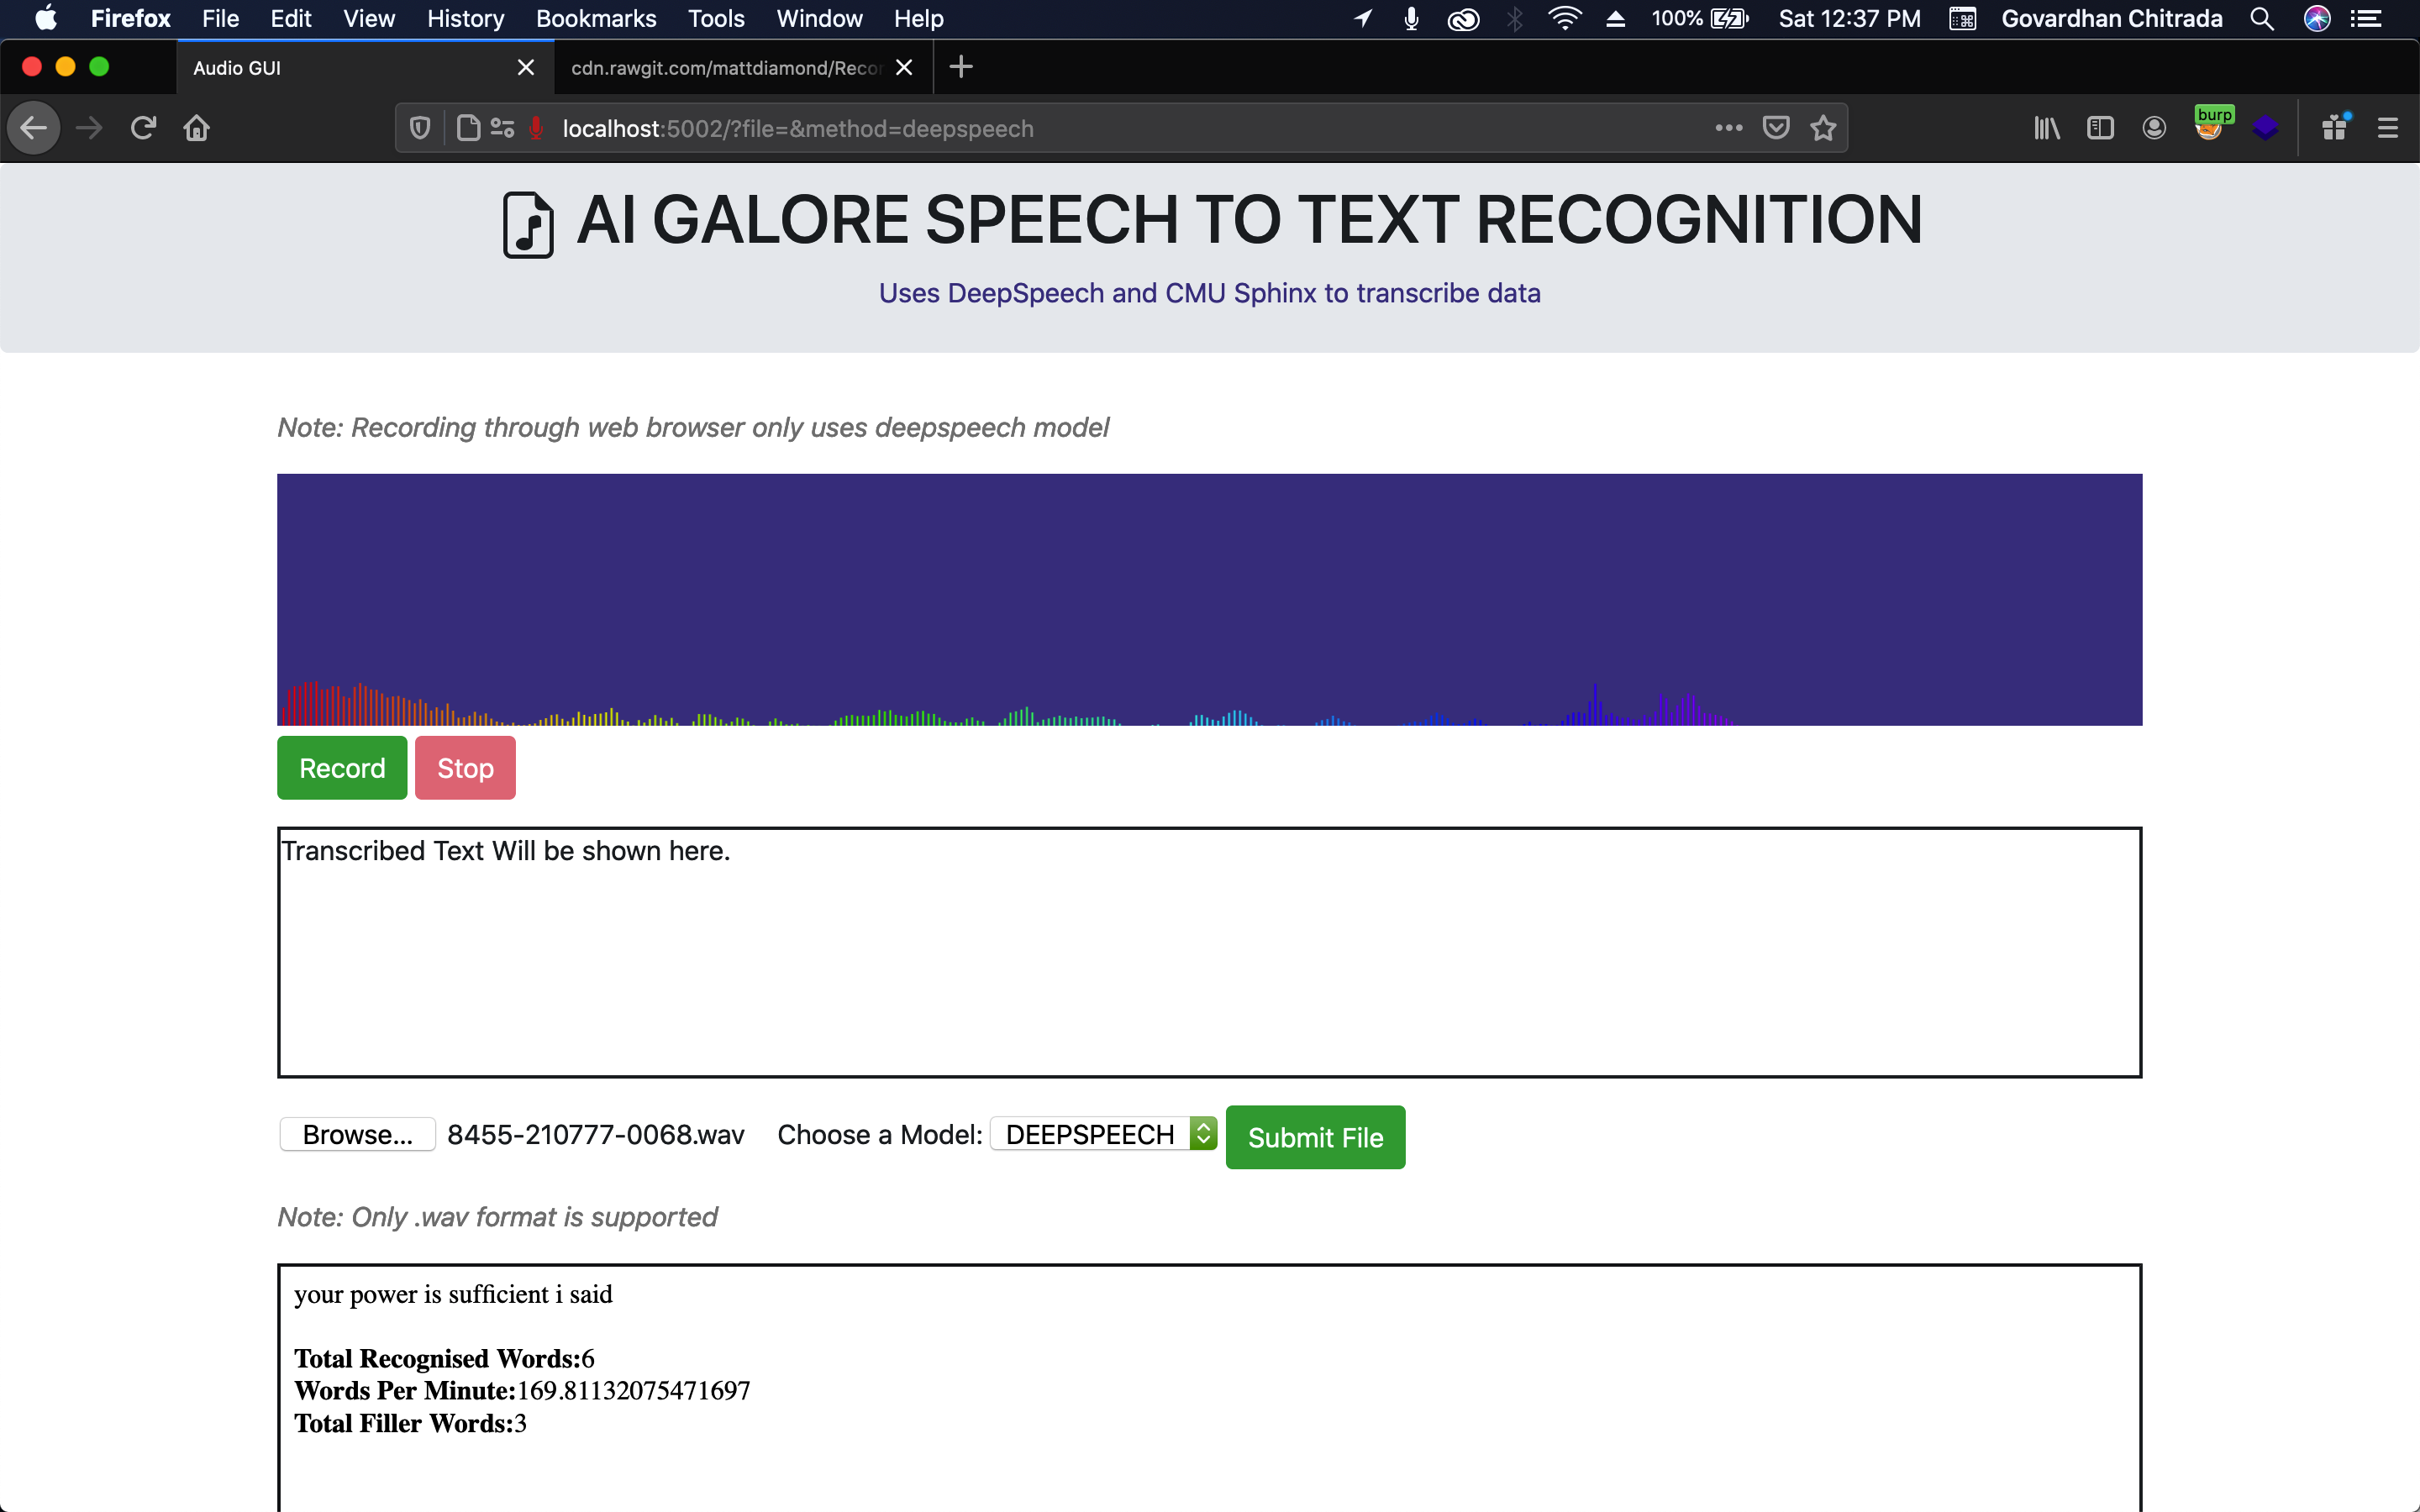 Firefox File Edit View History Bookmarks Tools Window Help 100% Sat 12:37 PM Govardhan Chitrada
Audio GUI cdn.rawgit.com/mattdiamond/Recor
localhost:5002/?file=&method=deepspeech burp
AI GALORE SPEECH TO TEXT RECOGNITION
Uses DeepSpeech and CMU Sphinx to transcribe data
Note: Recording through web browser only uses deepspeech model
Record Stop
Transcribed Text Will be shown here.
Browse... 8455-210777-0068.wav Choose a Model: DEEPSPEECH Submit File
Note: Only .wav format is supported
your power is sufficient i said
Total Recognised Words:6
Words Per Minute:169.81132075471697
Total Filler Words:3